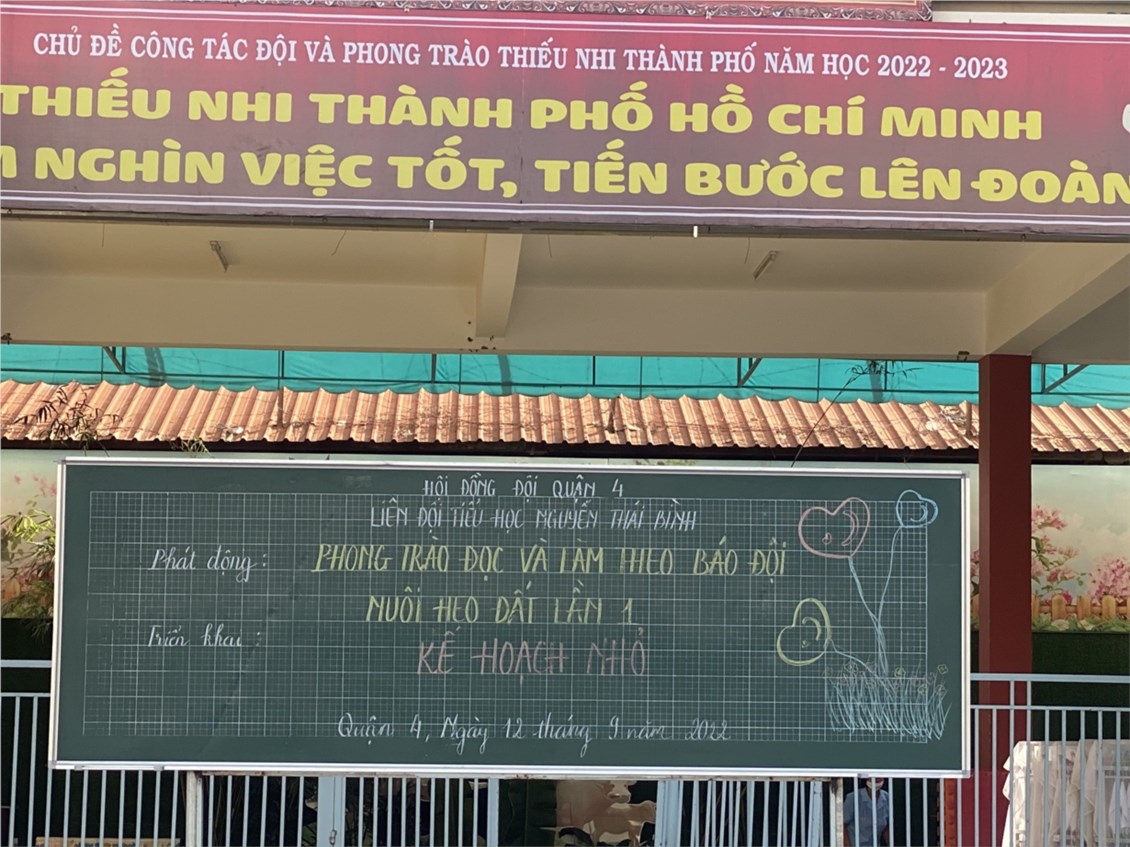 CHỦ ĐỀ CÔNG TÁC ĐỘI VÀ PHONG TRÀO THIẾU NHI THÀNH PHỐ NĂM HỌC 2022 - 2023
THIẾU NHI THÀNH PHỐ HỒ CHÍ MINH
NGHÌN VIỆC TỐT, TIẾN BƯỚC LÊN ĐOÀN
HỘI ĐỒNG ĐỘI QUẬN 4
LIÊN ĐỘI TIỂU HỌC NGUYỄN THÁI BÌNH
Phát động : PHONG TRÀO ĐỌC VÀ LÀM THEO BÁO ĐỘI
NUÔI HEO ĐẤT LẦN 1
Triển khai : KẾ HOẠCH NHỎ
Quận 4, Ngày 12 tháng 9 năm 2022